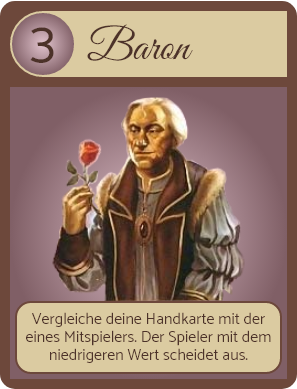 3 Baron
Vergleiche deine Handkarte mit der
eines Mitspielers. Der Spieler mit dem
niedrigeren Wert scheidet aus.